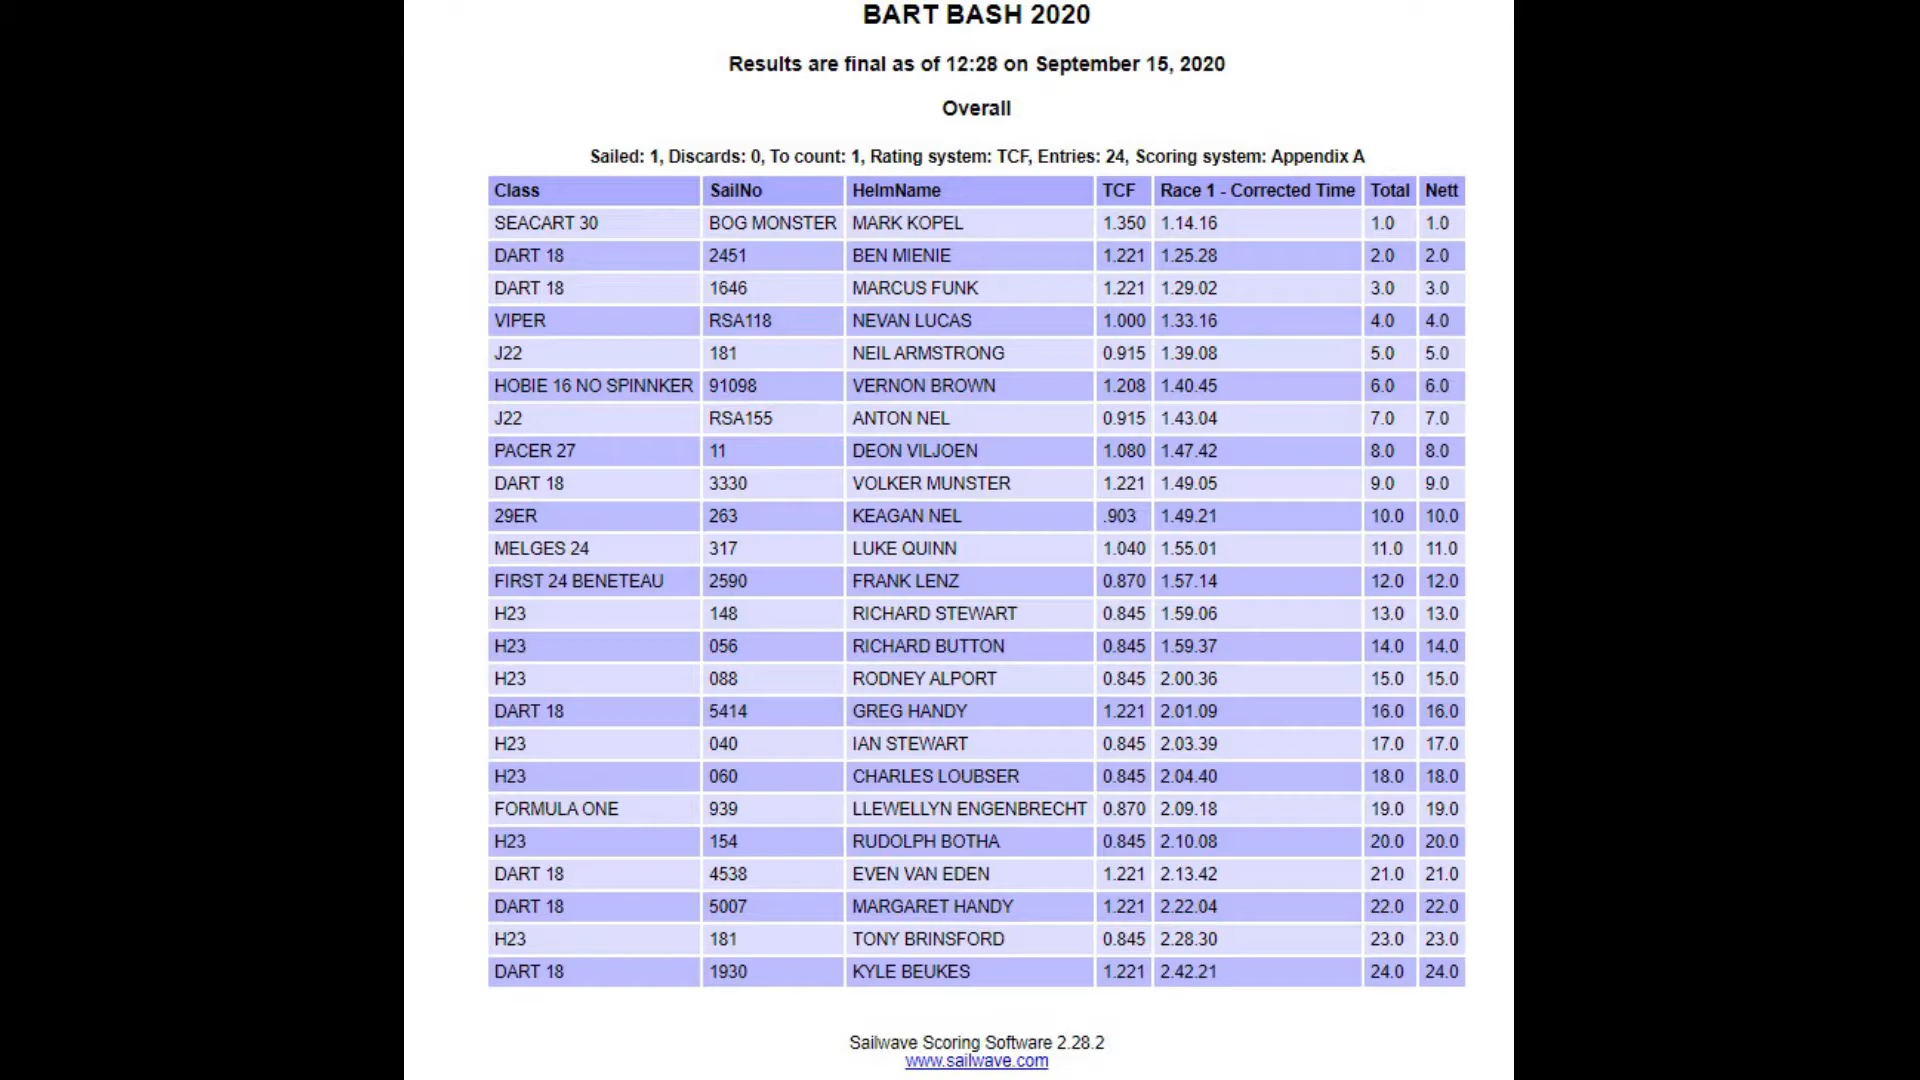 BART BASH 2020
Results are final as of 12:28 on September 15, 2020
Overall
Sailed: 1, Discards: 0, To count: 1, Rating system: TCF, Entries: 24, Scoring system: Appendix A
Class SailNo HelmName TCF Race 1 - Corrected Time Total Nett
SEACART 30 BOG MONSTER MARK KOPEL 1.350 1.14.16 1.0 1.0
DART 18 2451 BEN MIENIE 1.221 1.25.28 2.0 2.0
DART 18 1646 MARCUS FUNK 1.221 1.29.02 3.0 3.0
VIPER RSA118 NEVAN LUCAS 1.000 1.33.16 4.0 4.0
J22 181 NEIL ARMSTRONG 0.915 1.39.08 5.0 5.0
HOBIE 16 NO SPINNKER 91098 VERNON BROWN 1.208 1.40.45 6.0 6.0
J22 RSA155 ANTON NEL 0.915 1.43.04 7.0 7.0
PACER 27 11 DEON VILJOEN 1.080 1.47.42 8.0 8.0
DART 18 3330 VOLKER MUNSTER 1.221 1.49.05 9.0 9.0
29ER 263 KEAGAN NEL .903 1.49.21 10.0 10.0
MELGES 24 317 LUKE QUINN 1.040 1.55.01 11.0 11.0
FIRST 24 BENETEAU 2590 FRANK LENZ 0.870 1.57.14 12.0 12.0
H23 148 RICHARD STEWART 0.845 1.59.06 13.0 13.0
H23 056 RICHARD BUTTON 0.845 1.59.37 14.0 14.0
H23 088 RODNEY ALPORT 0.845 2.00.36 15.0 15.0
DART 18 5414 GREG HANDY 1.221 2.01.09 16.0 16.0
H23 040 IAN STEWART 0.845 2.03.39 17.0 17.0
H23 060 CHARLES LOUBSER 0.845 2.04.40 18.0 18.0
FORMULA ONE 939 LLEWELLYN ENGENBRECHT 0.870 2.09.18 19.0 19.0
H23 154 RUDOLPH BOTHA 0.845 2.10.08 20.0 20.0
DART 18 4538 EVEN VAN EDEN 1.221 2.13.42 21.0 21.0
DART 18 5007 MARGARET HANDY 1.221 2.22.04 22.0 22.0
H23 181 TONY BRINSFORD 0.845 2.28.30 23.0 23.0
DART 18 1930 KYLE BEUKES 1.221 2.42.21 24.0 24.0
Sailwave Scoring Software 2.28.2
www.sailwave.com